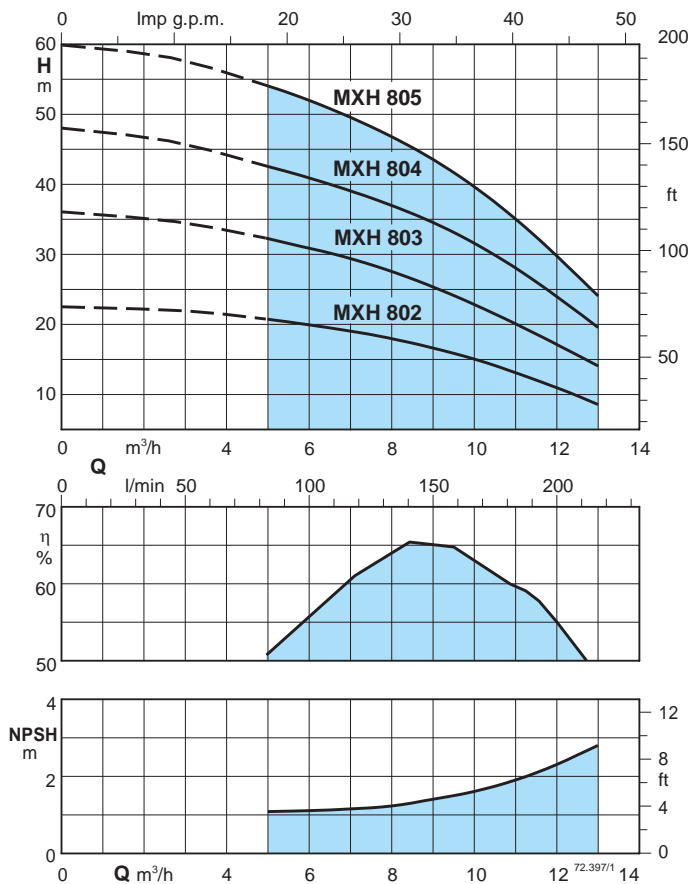 0 Imp g.p.m. 20 30 40 50
60 200
H
m
MXH 805
50
150
MXH 804
40
ft
MXH 803
30 100
MXH 802
20
50
10
0 m³/h 4 6 8 10 12 14
Q
0 l/min 50 100 150 200
70
η
%
60
50
4
12
NPSH
m
8
2 ft
4
0 0
72.397/1
0 Q m³/h 4 6 8 10 12 14